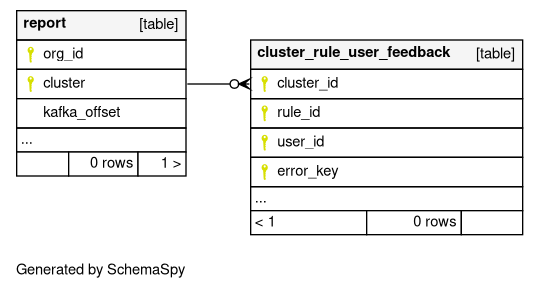 report [table]
org_id
cluster
kafka_offset
...
0 rows 1 >
cluster_rule_user_feedback [table]
cluster_id
rule_id
user_id
error_key
...
< 1 0 rows
Generated by SchemaSpy